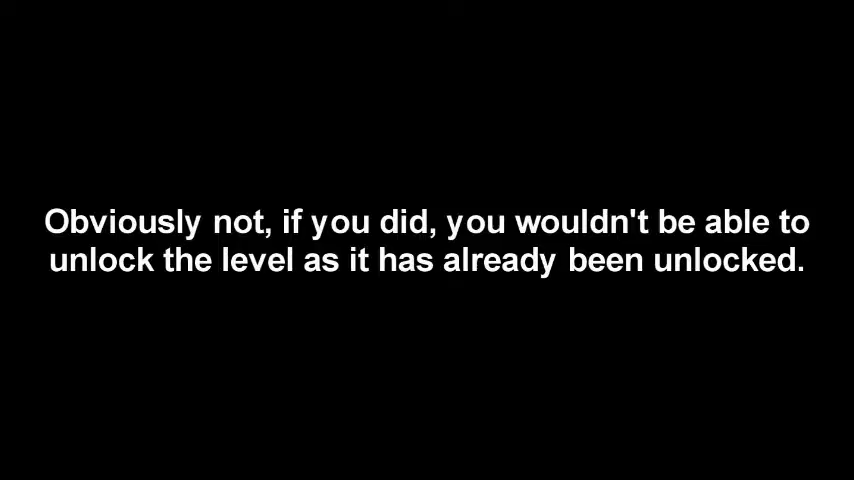 Obviously not, if you did, you wouldn't be able to
unlock the level as it has already been unlocked.